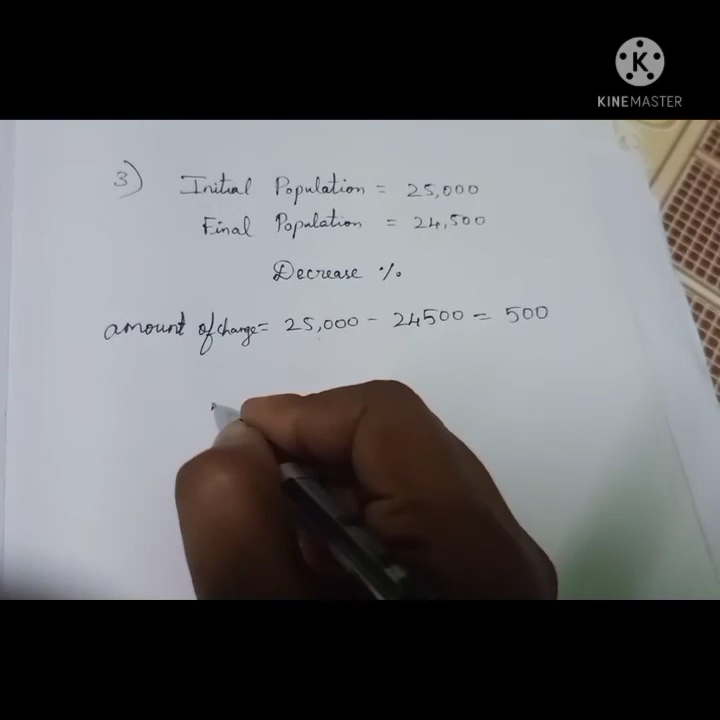 KINEMASTER
3) Initial Population = 25,000
Final Population = 24,500
Decrease %
amount of change = 25,000 - 24500 = 500